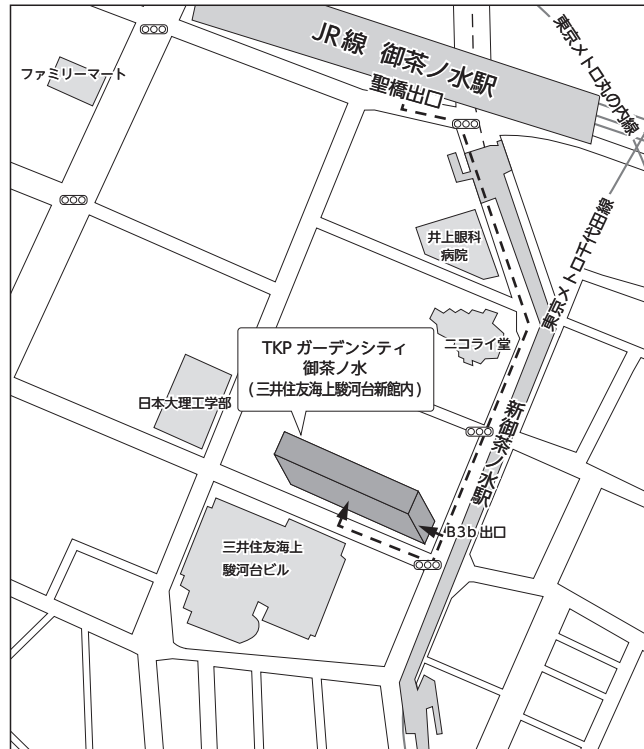 JR線 御茶ノ水駅
聖橋出口
東京メトロ丸の内線
ファミリーマート
東京メトロ千代田線
井上眼科
病院
ニコライ堂
TKP ガーデンシティ
御茶ノ水
(三井住友海上駿河台新館内)
日本大理工学部
新御茶ノ水駅
B3b 出口
三井住友海上
駿河台ビル